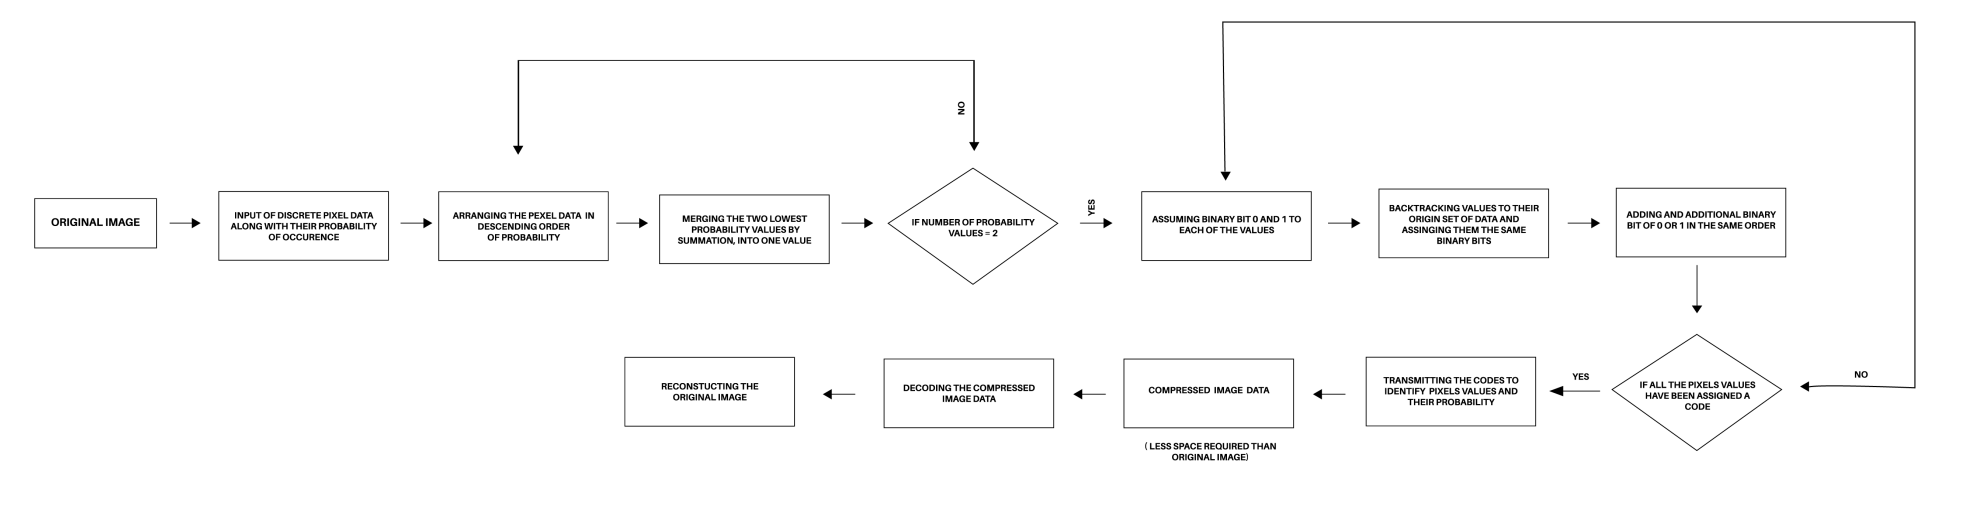 ORIGINAL IMAGE
INPUT OF DISCRETE PIXEL DATA
ALONG WITH THEIR PROBABILITY
OF OCCURENCE
ARRANGING THE PEXEL DATA IN
DESCENDING ORDER
OF PROBABILITY
MERGING THE TWO LOWEST
PROBABILITY VALUES BY
SUMMATION, INTO ONE VALUE
NO
IF NUMBER OF PROBABILITY
VALUES = 2
YES
ASSUMING BINARY BIT 0 AND 1 TO
EACH OF THE VALUES
BACKTRACKING VALUES TO THEIR
ORIGIN SET OF DATA AND
ASSINGING THEM THE SAME
BINARY BITS
ADDING AND ADDITIONAL BINARY
BIT OF 0 OR 1 IN THE SAME ORDER
NO
IF ALL THE PIXELS VALUES
HAVE BEEN ASSIGNED A
CODE
YES
TRANSMITTING THE CODES TO
IDENTIFY PIXELS VALUES AND
THEIR PROBABILITY
COMPRESSED IMAGE DATA
( LESS SPACE REQUIRED THAN
ORIGINAL IMAGE)
DECODING THE COMPRESSED
IMAGE DATA
RECONSTUCTING THE
ORIGINAL IMAGE